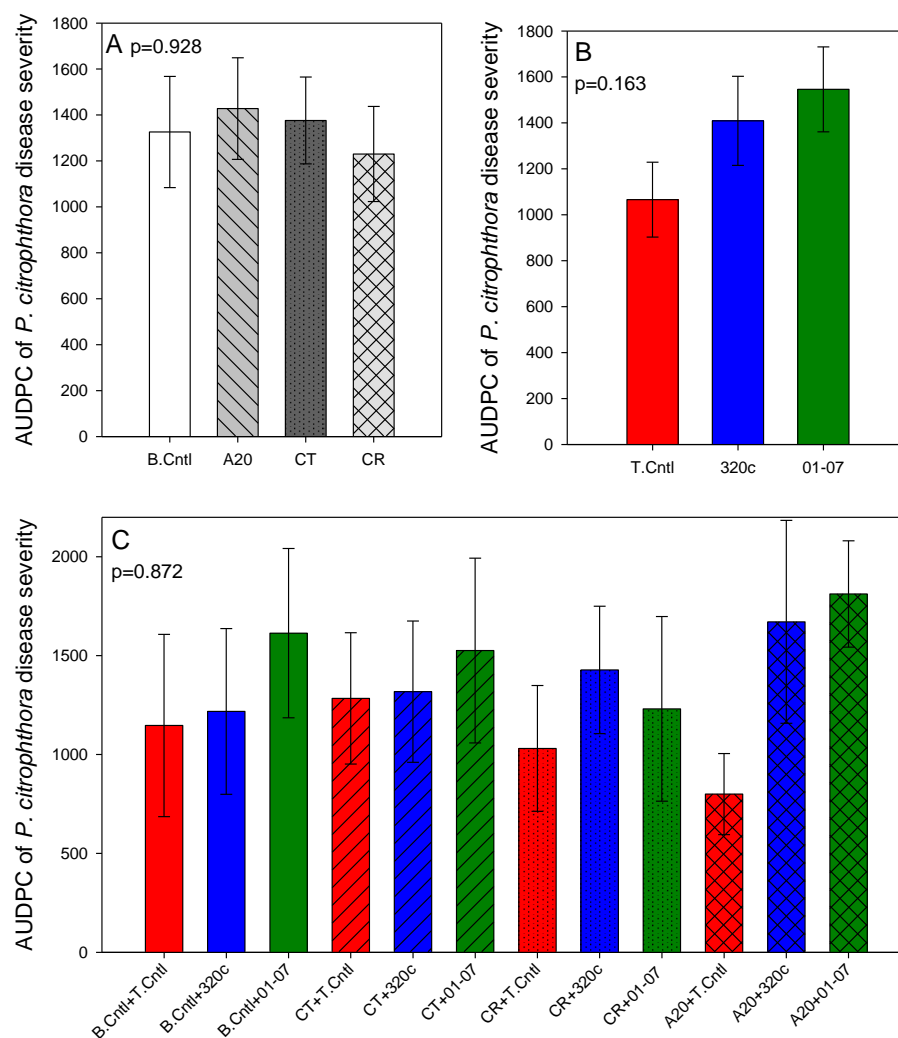 A
p=0.928
AUDPC of P. citrophthora disease severity
1800
1600
1400
1200
1000
800
600
400
200
0
B.Cntl A20 CT CR
B
p=0.163
AUDPC of P. citrophthora disease severity
1800
1600
1400
1200
1000
800
600
400
200
0
T.Cntl 320c 01-07
C
p=0.872
AUDPC of P. citrophthora disease severity
2000
1500
1000
500
0
B.Cntl+T.Cntl
B.Cntl+320c
B.Cntl+01-07
CT+T.Cntl
CT+320c
CT+01-07
CR+T.Cntl
CR+320c
CR+01-07
A20+T.Cntl
A20+320c
A20+01-07